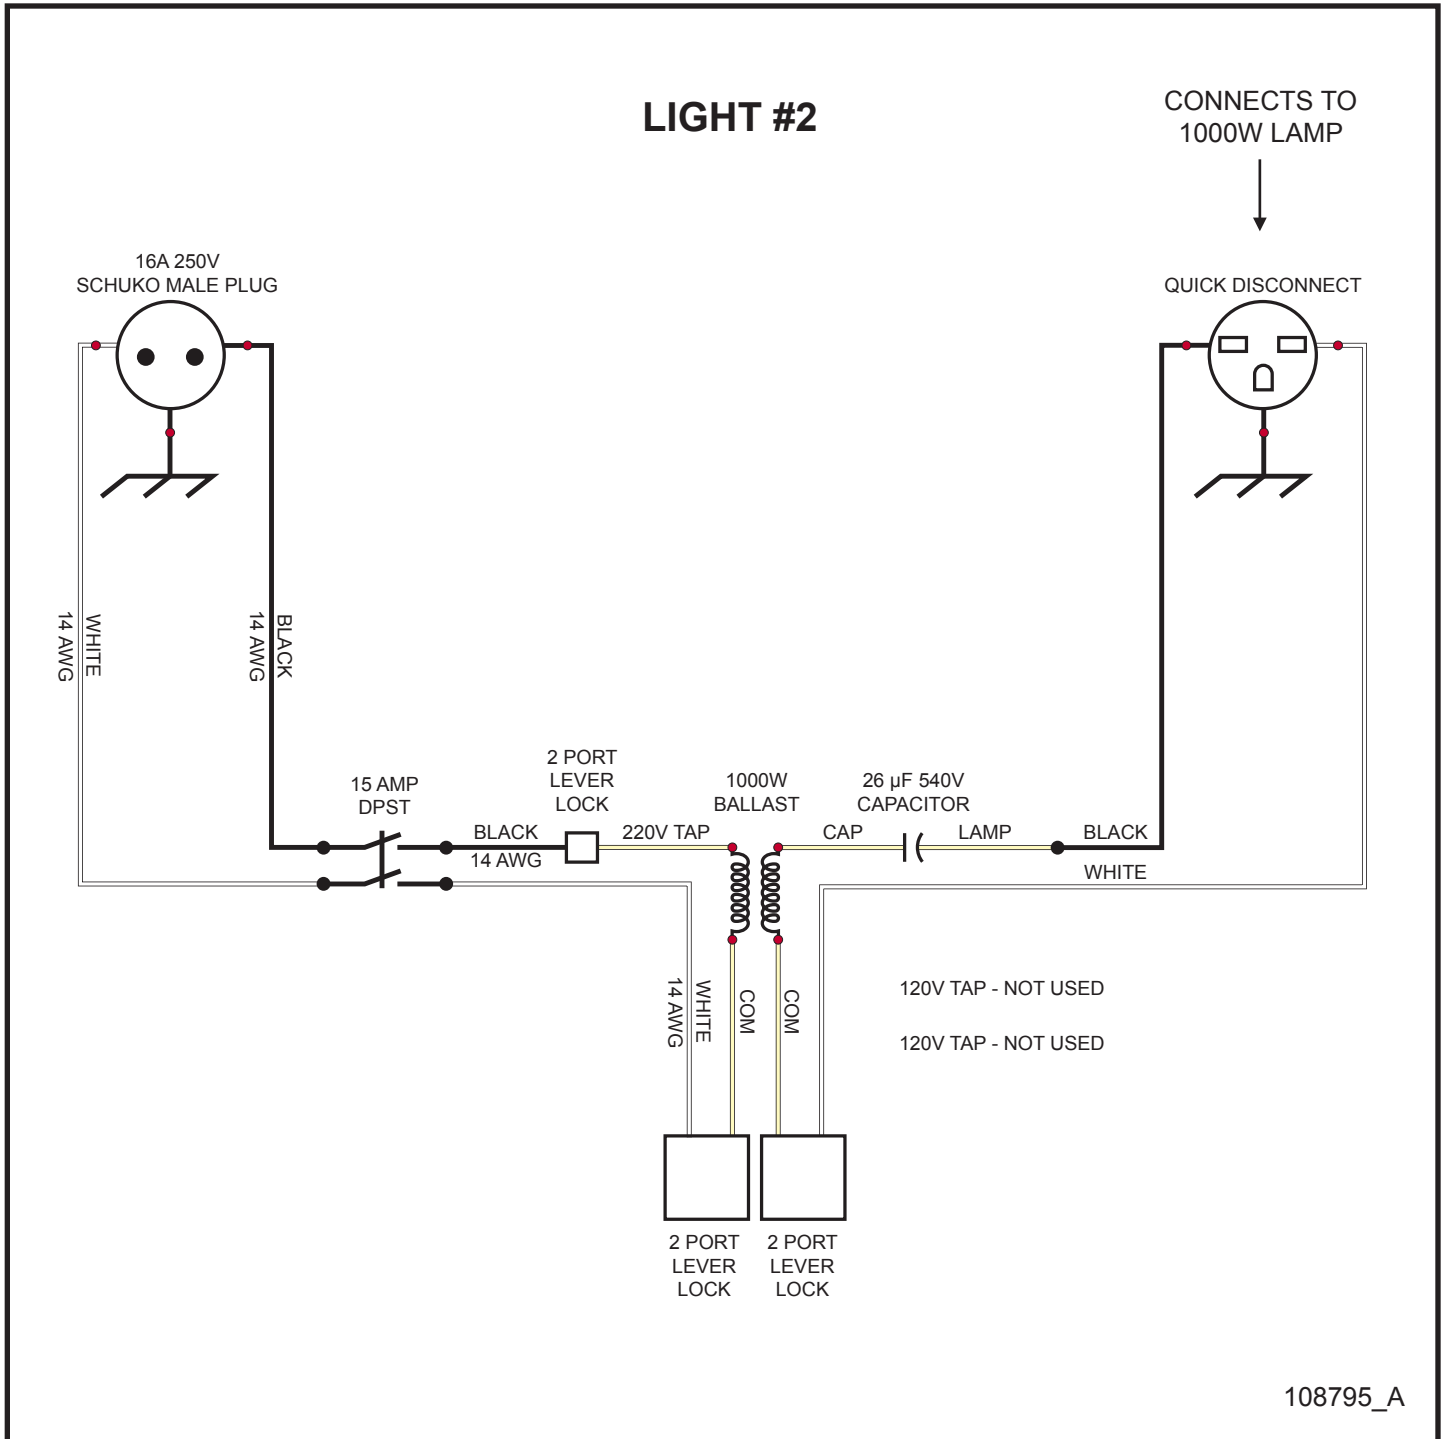 LIGHT #2
CONNECTS TO
1000W LAMP
16A 250V
SCHUKO MALE PLUG
QUICK DISCONNECT
WHITE
14 AWG
BLACK
14 AWG
15 AMP
DPST
2 PORT
LEVER
LOCK
1000W
BALLAST
26 µF 540V
CAPACITOR
BLACK
14 AWG
220V TAP
CAP
LAMP
BLACK
WHITE
WHITE
14 AWG
COM
COM
120V TAP - NOT USED
120V TAP - NOT USED
2 PORT
LEVER
LOCK
2 PORT
LEVER
LOCK
108795_A